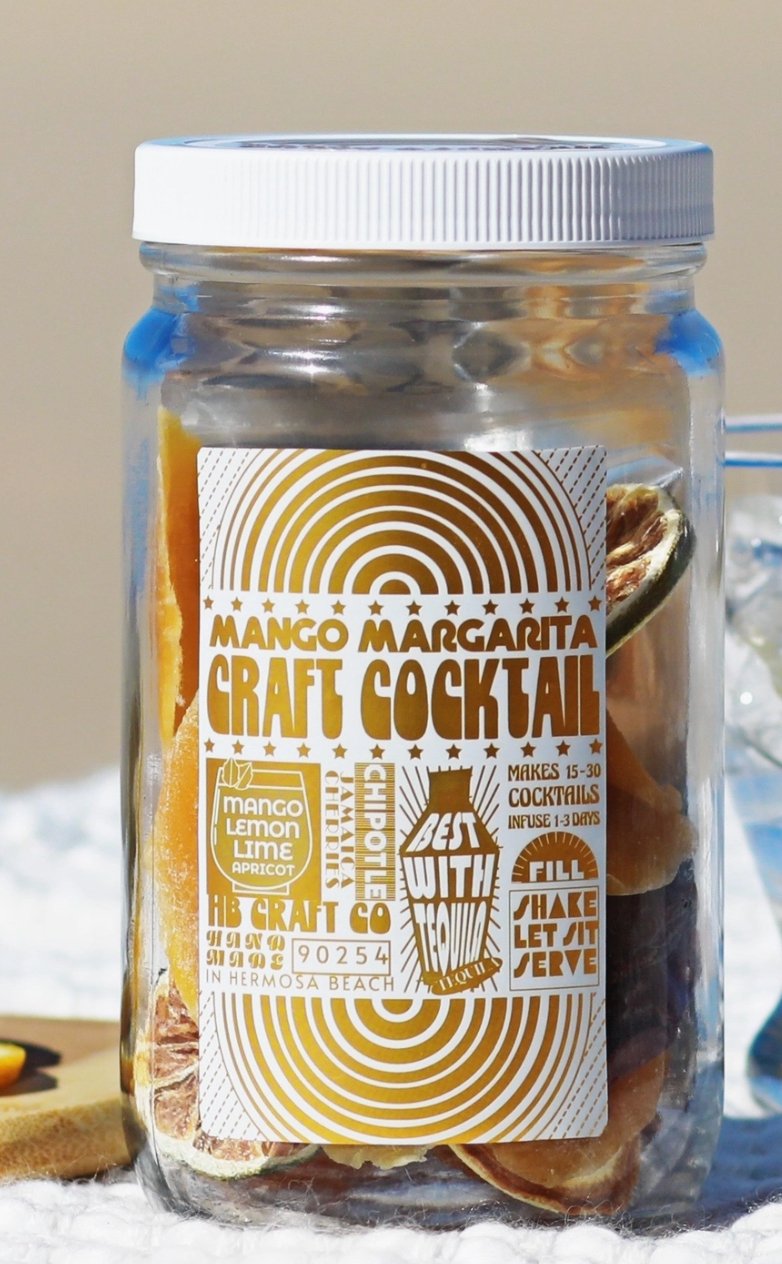 MANGO MARGARITA
CRAFT COCKTAIL
MANGO
LEMON
LIME
APRICOT
JAMAICA
CHERRIES
CHIPOTLE
HB CRAFT CO
HAND
MADE
90254
IN HERMOSA BEACH
BEST
WITH
TEQUILA
TEQUILA
MAKES 15-30
COCKTAILS
INFUSE 1-3 DAYS
FILL
SHAKE
LET SIT
SERVE